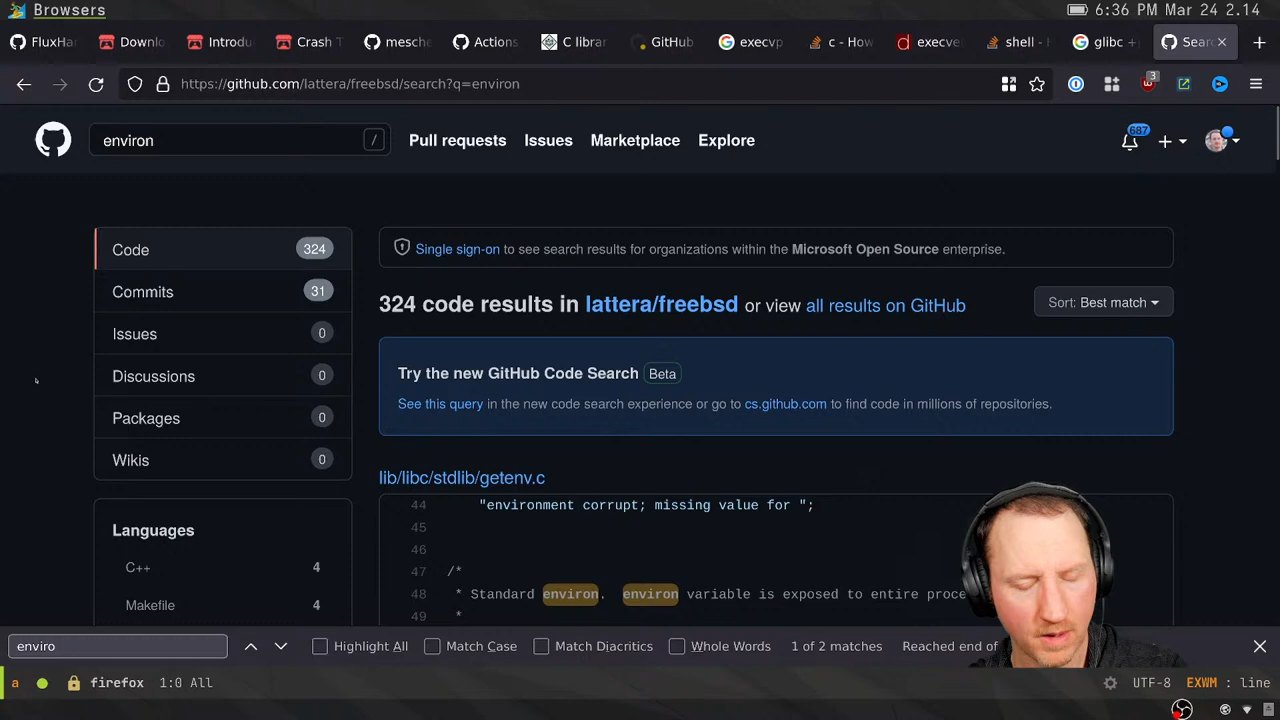 Browsers
6:36 PM Mar 24 2.14
FluxHa
Downlo
Introdu
Crash T
mesche
Actions
C librar
GitHub
execvp
c - How
execve
shell -
glibc +
Sear
https://github.com/lattera/freebsd/search?q=environ
3
environ
/
Pull requests
Issues
Marketplace
Explore
687
Code 324
Commits 31
Issues 0
Discussions 0
Packages 0
Wikis 0
Languages
C++ 4
Makefile 4
Single sign-on to see search results for organizations within the Microsoft Open Source enterprise.
324 code results in lattera/freebsd or view all results on GitHub
Sort: Best match
Try the new GitHub Code Search Beta
See this query in the new code search experience or go to cs.github.com to find code in millions of repositories.
lib/libc/stdlib/getenv.c
44 "environment corrupt; missing value for ";
45
46
47 /*
48 * Standard environ. environ variable is exposed to entire proce
49 *
enviro
Highlight All
Match Case
Match Diacritics
Whole Words
1 of 2 matches
Reached end of
a firefox 1:0 All
UTF-8 EXWM : line